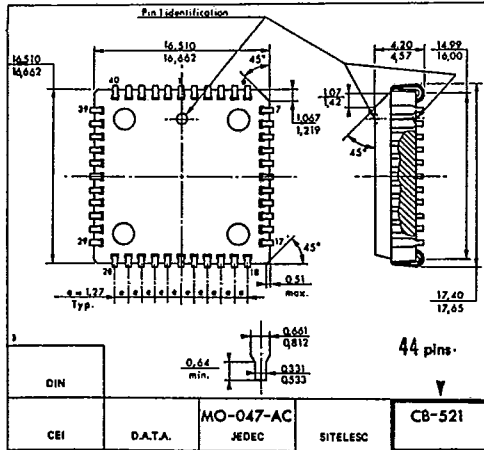 Pin 1 identification
16,510
16,662
45°
4,20
4,57
14,99
16,00
16,510
16,662
40
1,07
1,42
39
7
1,067
1,219
45°
29
17
45°
28
18
e = 1,27
Typ.
e e e e e e e e e
0,51
max.
17,40
17,65
0,661
0,812
0,64
min.
0,331
0,533
44 pins.
3
DIN
CEI
D.A.T.A.
MO-047-AC
JEDEC
SITELESC
CB-521